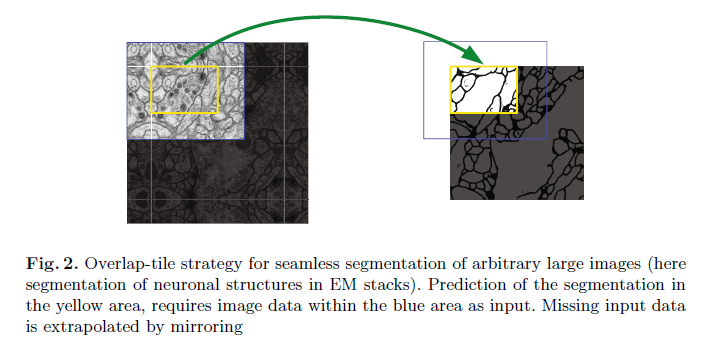 Fig. 2. Overlap-tile strategy for seamless segmentation of arbitrary large images (here
segmentation of neuronal structures in EM stacks). Prediction of the segmentation in
the yellow area, requires image data within the blue area as input. Missing input data
is extrapolated by mirroring